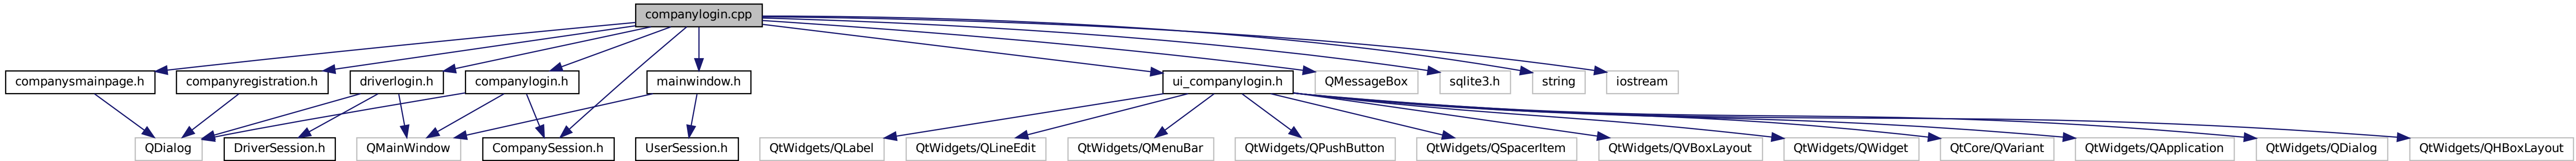 companylogin.cpp
companysmainpage.h
companyregistration.h
driverlogin.h
companylogin.h
mainwindow.h
ui_companylogin.h
QMessageBox
sqlite3.h
string
iostream
QDialog
DriverSession.h
QMainWindow
CompanySession.h
UserSession.h
QtWidgets/QLabel
QtWidgets/QLineEdit
QtWidgets/QMenuBar
QtWidgets/QPushButton
QtWidgets/QSpacerItem
QtWidgets/QVBoxLayout
QtWidgets/QWidget
QtCore/QVariant
QtWidgets/QApplication
QtWidgets/QDialog
QtWidgets/QHBoxLayout